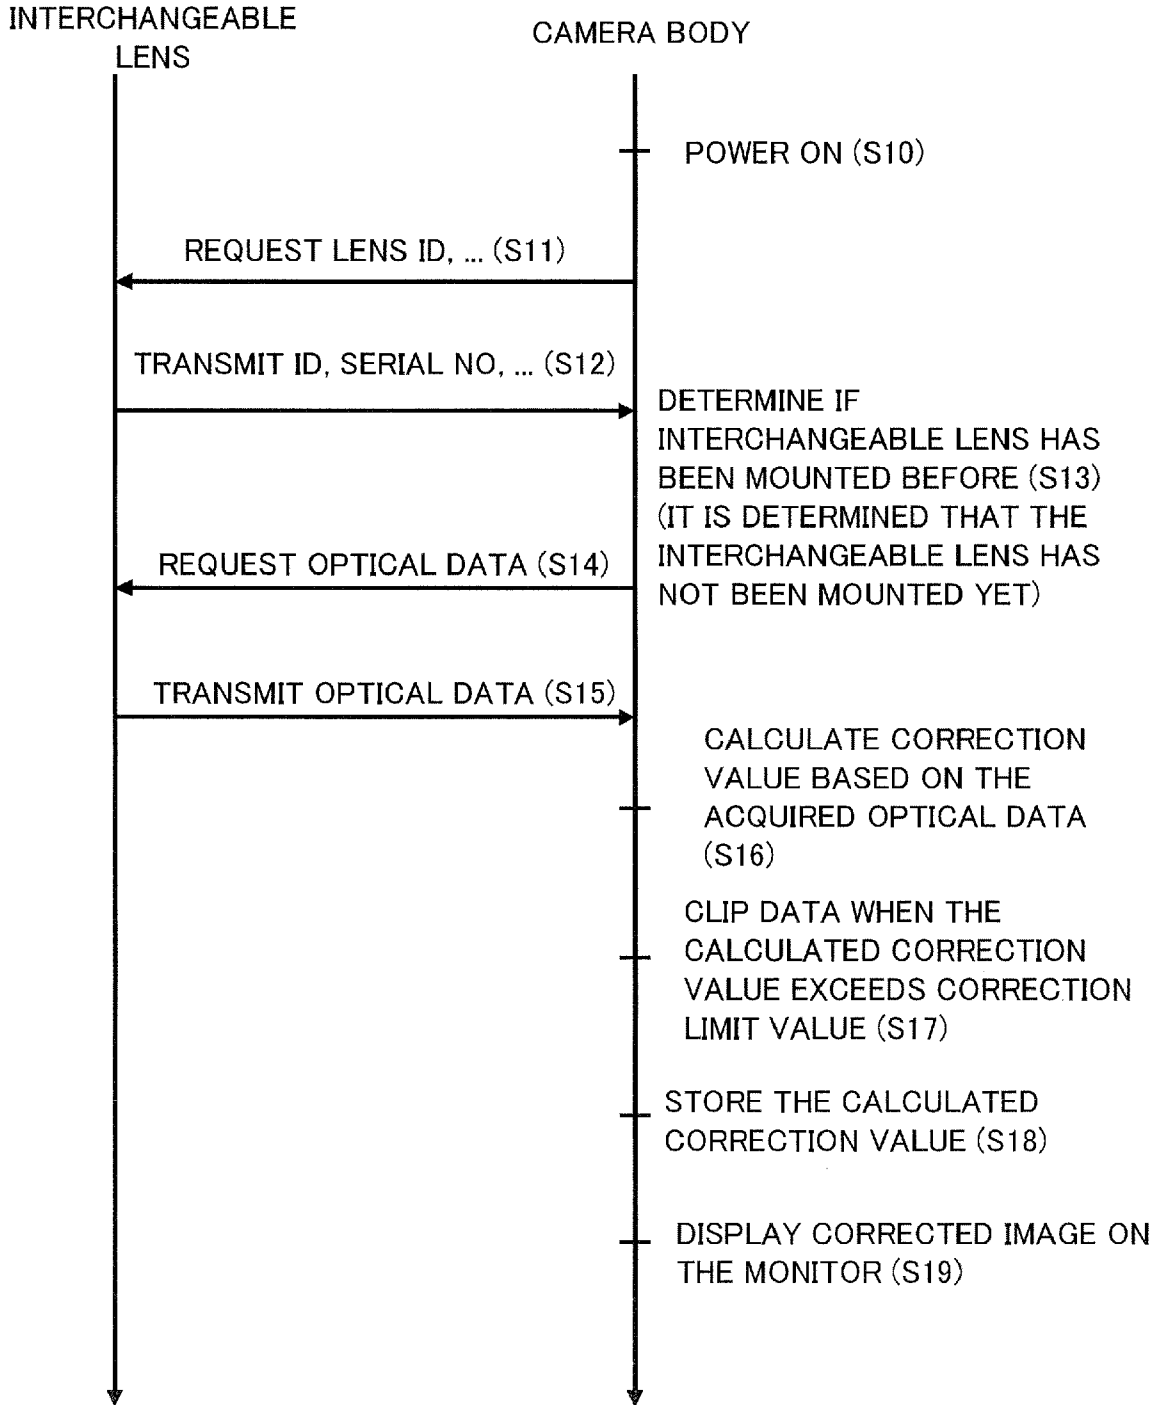 INTERCHANGEABLE
LENS
CAMERA BODY
POWER ON (S10)
REQUEST LENS ID, ... (S11)
TRANSMIT ID, SERIAL NO, ... (S12)
DETERMINE IF
INTERCHANGEABLE LENS HAS
BEEN MOUNTED BEFORE (S13)
(IT IS DETERMINED THAT THE
INTERCHANGEABLE LENS HAS
NOT BEEN MOUNTED YET)
REQUEST OPTICAL DATA (S14)
TRANSMIT OPTICAL DATA (S15)
CALCULATE CORRECTION
VALUE BASED ON THE
ACQUIRED OPTICAL DATA
(S16)
CLIP DATA WHEN THE
CALCULATED CORRECTION
VALUE EXCEEDS CORRECTION
LIMIT VALUE (S17)
STORE THE CALCULATED
CORRECTION VALUE (S18)
DISPLAY CORRECTED IMAGE ON
THE MONITOR (S19)